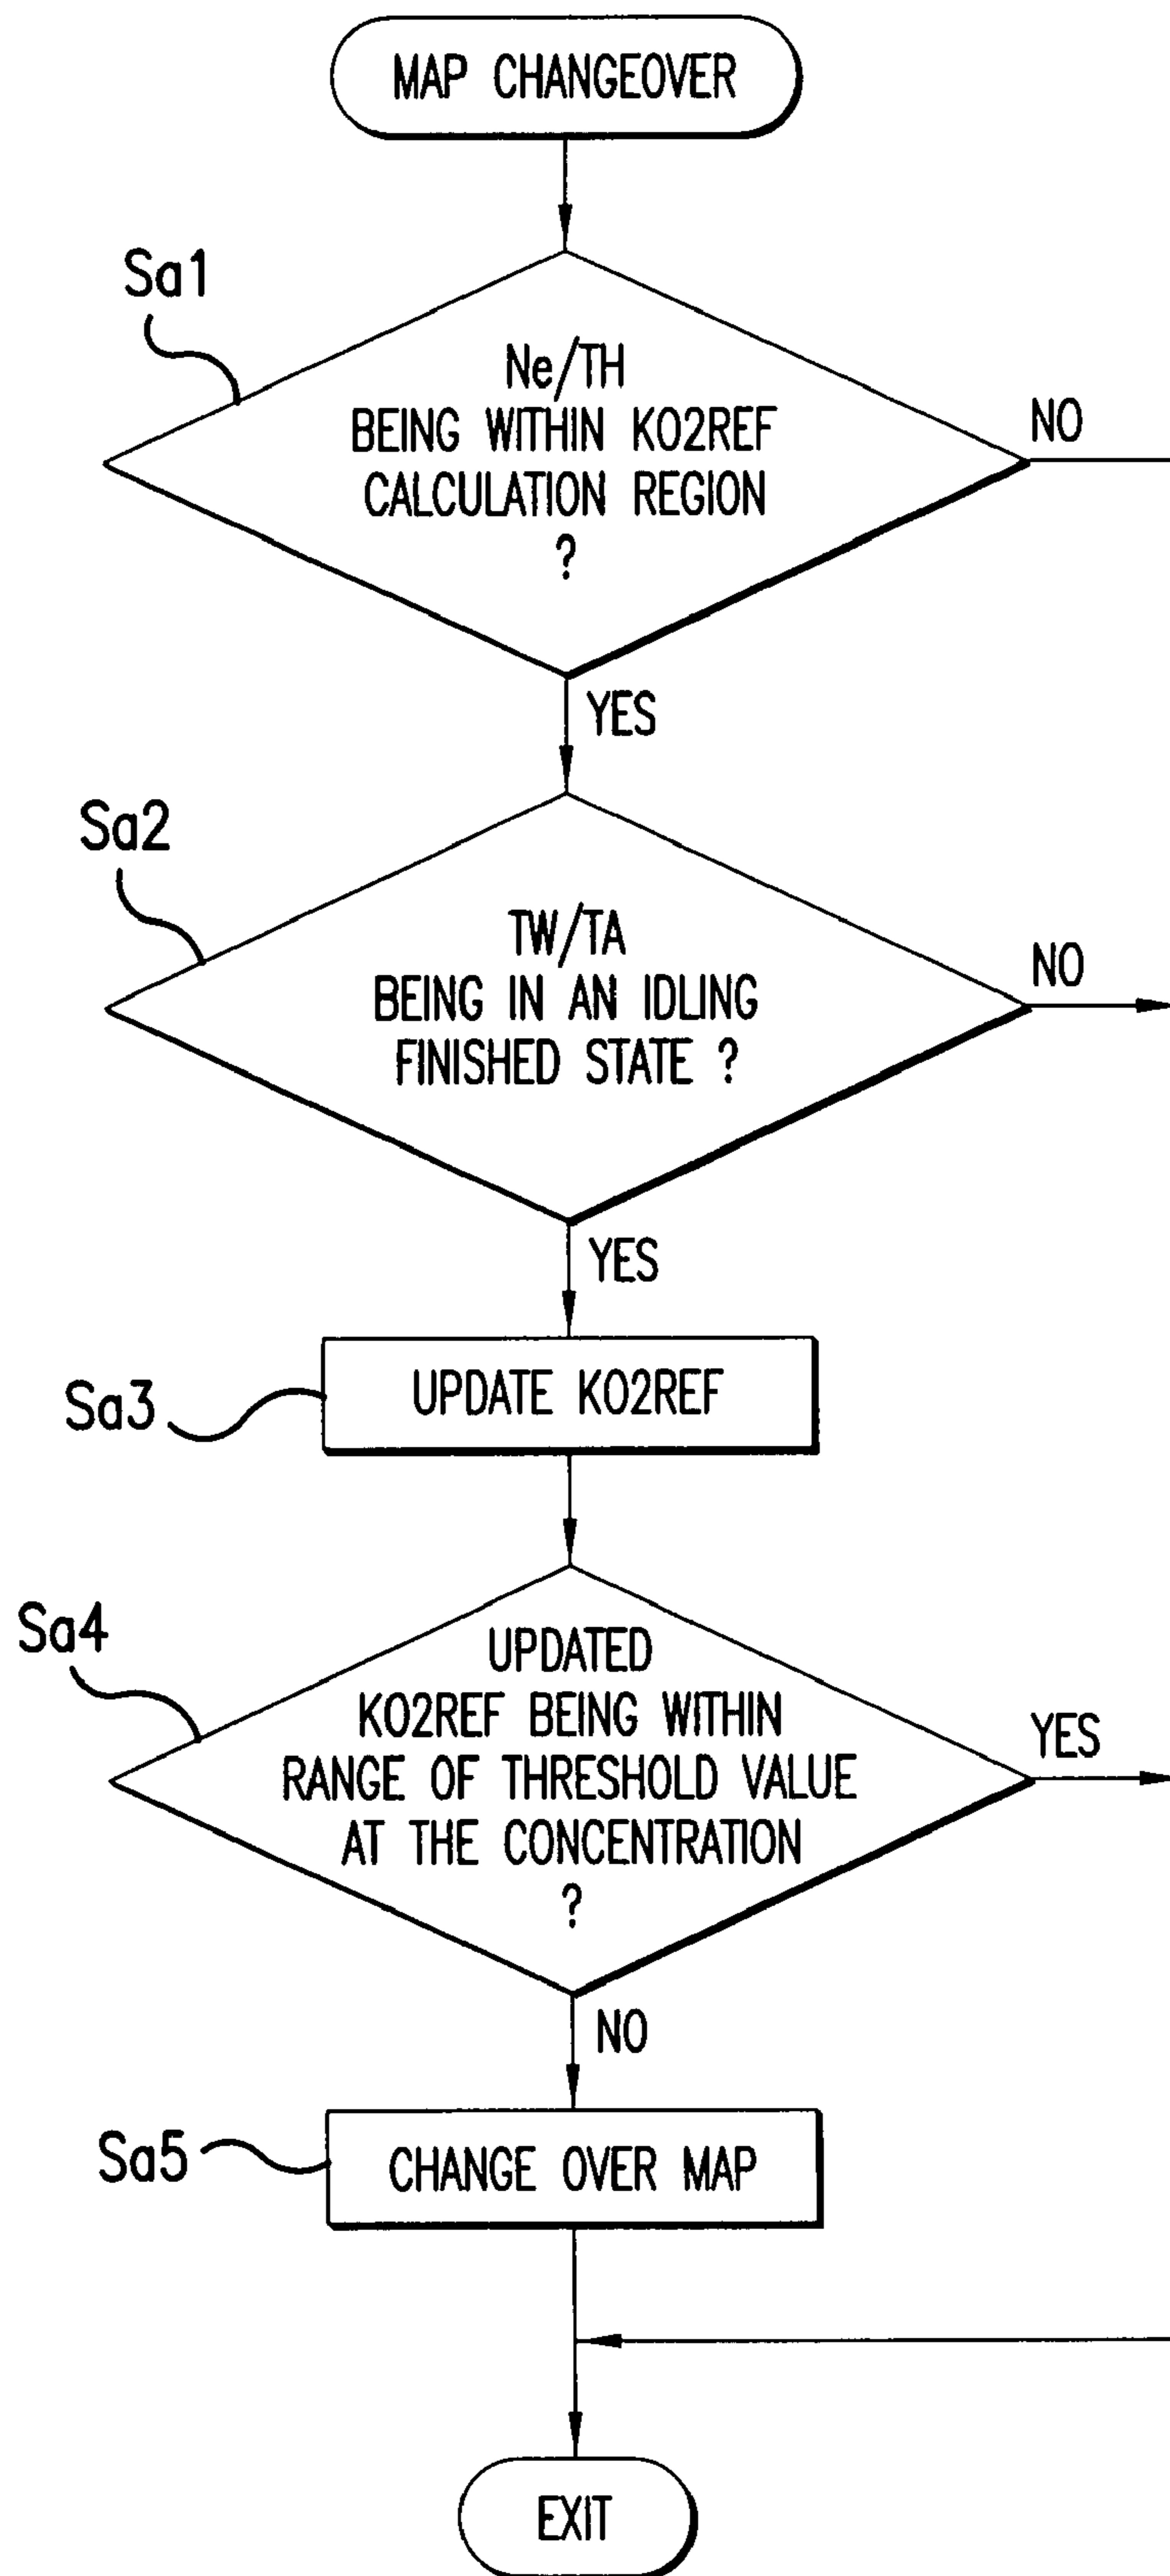 MAP CHANGEOVER
Sa1
Ne/TH
BEING WITHIN KO2REF
CALCULATION REGION
?
NO
YES
Sa2
TW/TA
BEING IN AN IDLING
FINISHED STATE ?
NO
YES
Sa3
UPDATE KO2REF
Sa4
UPDATED
KO2REF BEING WITHIN
RANGE OF THRESHOLD VALUE
AT THE CONCENTRATION
?
YES
NO
Sa5
CHANGE OVER MAP
EXIT